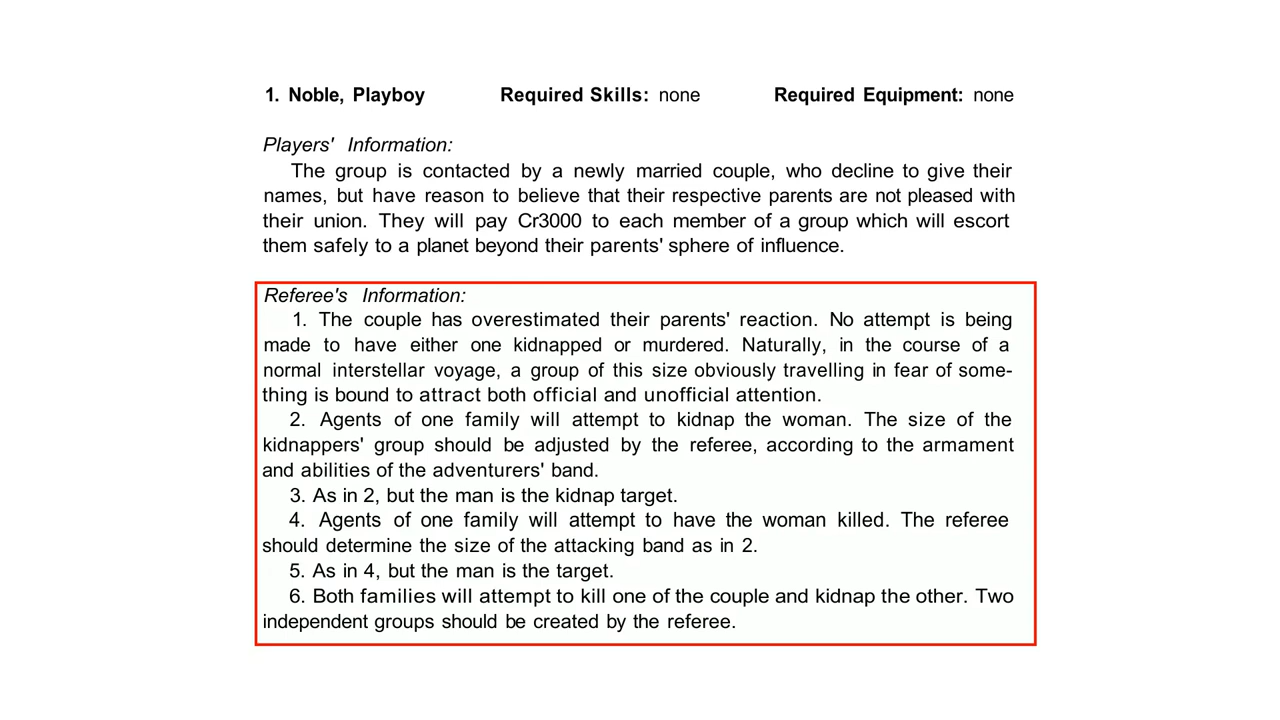 1. Noble, Playboy Required Skills: none Required Equipment: none
Players' Information:
The group is contacted by a newly married couple, who decline to give their
names, but have reason to believe that their respective parents are not pleased with
their union. They will pay Cr3000 to each member of a group which will escort
them safely to a planet beyond their parents' sphere of influence.
Referee's Information:
1. The couple has overestimated their parents' reaction. No attempt is being
made to have either one kidnapped or murdered. Naturally, in the course of a
normal interstellar voyage, a group of this size obviously travelling in fear of some-
thing is bound to attract both official and unofficial attention.
2. Agents of one family will attempt to kidnap the woman. The size of the
kidnappers' group should be adjusted by the referee, according to the armament
and abilities of the adventurers' band.
3. As in 2, but the man is the kidnap target.
4. Agents of one family will attempt to have the woman killed. The referee
should determine the size of the attacking band as in 2.
5. As in 4, but the man is the target.
6. Both families will attempt to kill one of the couple and kidnap the other. Two
independent groups should be created by the referee.